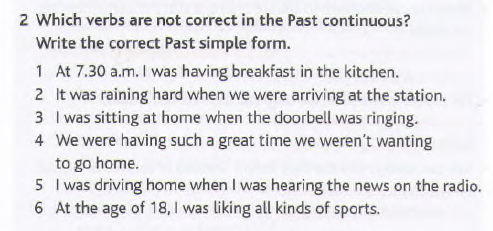 2 Which verbs are not correct in the Past continuous?
Write the correct Past simple form.
1 At 7.30 a.m. I was having breakfast in the kitchen.
2 It was raining hard when we were arriving at the station.
3 I was sitting at home when the doorbell was ringing.
4 We were having such a great time we weren't wanting
to go home.
5 I was driving home when I was hearing the news on the radio.
6 At the age of 18, I was liking all kinds of sports.